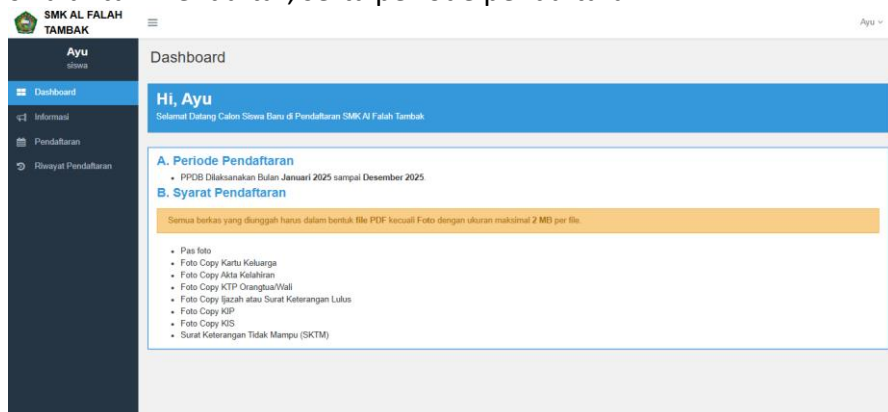 SMK AL FALAH
TAMBAK
Ayu
Ayu
siswa
Dashboard
Informasi
Pendaftaran
Riwayat Pendaftaran
Dashboard
Hi, Ayu
Selamat Datang Calon Siswa Baru di Pendaftaran SMK Al Falah Tambak
A. Periode Pendaftaran
• PPDB Dilaksanakan Bulan Januari 2025 sampai Desember 2025.
B. Syarat Pendaftaran
Semua berkas yang diunggah harus dalam bentuk file PDF kecuali Foto dengan ukuran maksimal 2 MB per file.
• Pas foto
• Foto Copy Kartu Keluarga
• Foto Copy Akta Kelahiran
• Foto Copy KTP Orangtua/Wali
• Foto Copy Ijazah atau Surat Keterangan Lulus
• Foto Copy KIP
• Foto Copy KIS
• Surat Keterangan Tidak Mampu (SKTM)